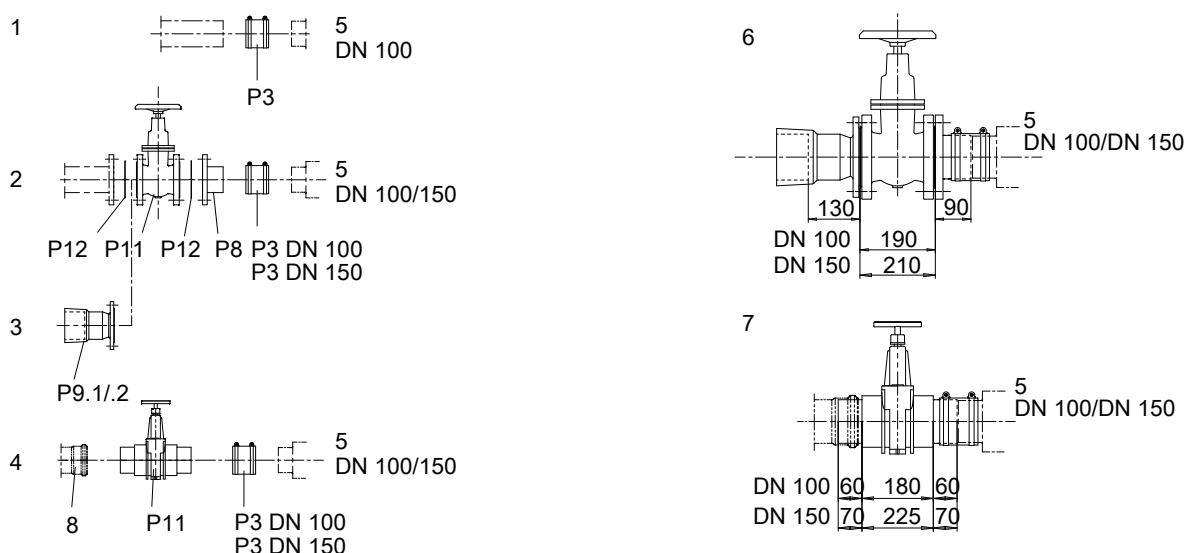 1
5
DN 100
P3
2
5
DN 100/150
P12 P11 P12 P8 P3 DN 100
P3 DN 150
3
P9.1/.2
4
5
DN 100/150
8 P11 P3 DN 100
P3 DN 150
6
5
DN 100/DN 150
130 90
DN 100 190
DN 150 210
7
5
DN 100/DN 150
DN 100 60 180 60
DN 150 70 225 70